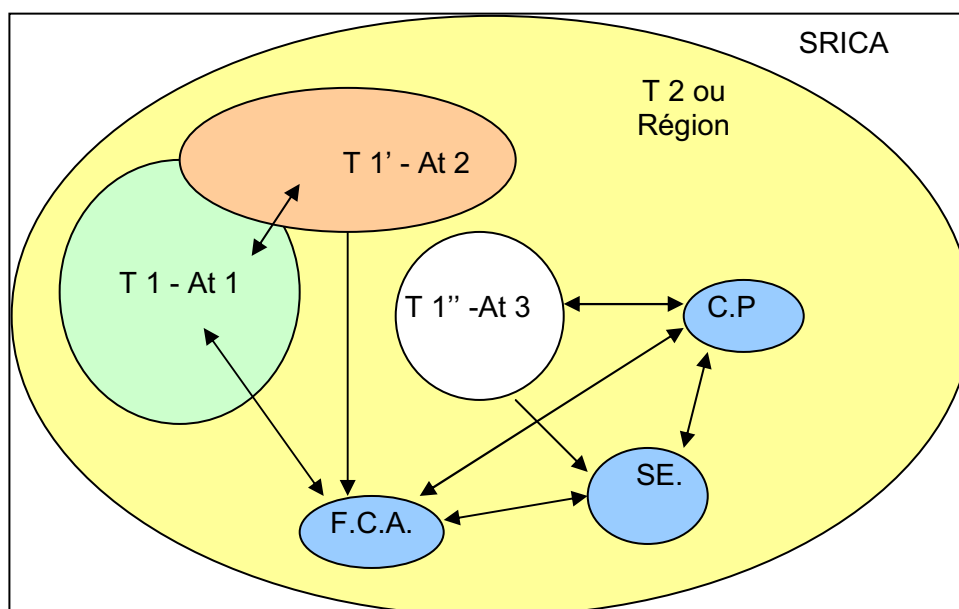 SRICA
T 2 ou
Région
T 1’ - At 2
T 1 - At 1
T 1’’ -At 3
C.P
SE.
F.C.A.